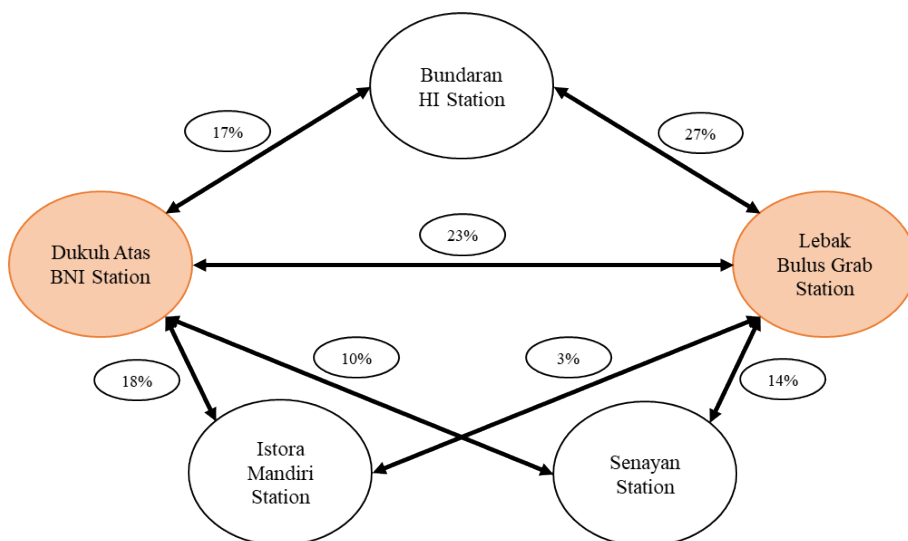 Bundaran
HI Station
17%
27%
23%
Dukuh Atas
BNI Station
Lebak
Bulus Grab
Station
10%
3%
18%
14%
Istora
Mandiri
Station
Senayan
Station